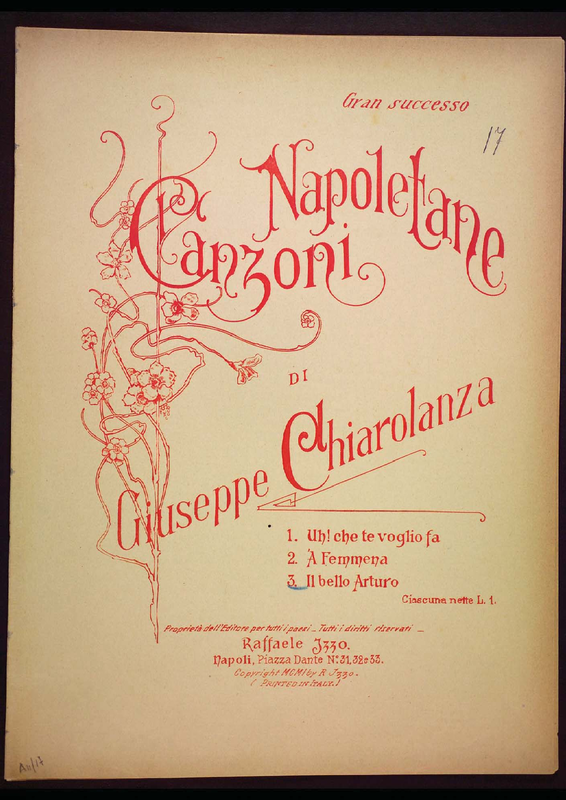 Gran successo
17
Canzoni Napoletane
DI
Giuseppe Chiarolanza
1. Uh! che te voglio fa
2. 'A Femmena
3. Il bello Arturo
Ciascuna nette L. 1.
Proprietà dell'Editore per tutti i paesi _ Tutti i diritti riservati _
Raffaele Izzo.
Napoli, Piazza Dante Nⁱ 31, 32 e 33.
Copyright MCMI by R Izzo.
( PRINTED IN ITALY. )